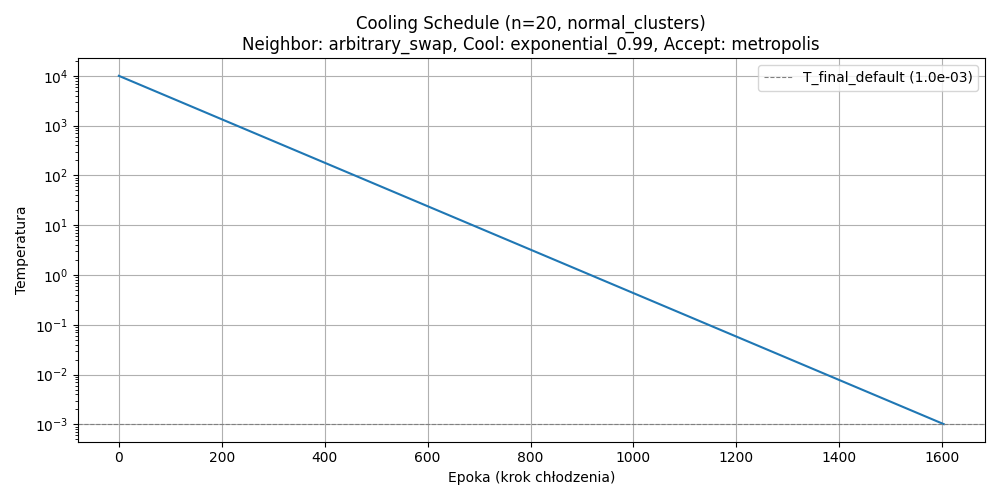 Cooling Schedule (n=20, normal_clusters)
Neighbor: arbitrary_swap, Cool: exponential_0.99, Accept: metropolis
T_final_default (1.0e-03)
Temperatura
10⁴
10³
10²
10¹
10⁰
10⁻¹
10⁻²
10⁻³
0 200 400 600 800 1000 1200 1400 1600
Epoka (krok chłodzenia)